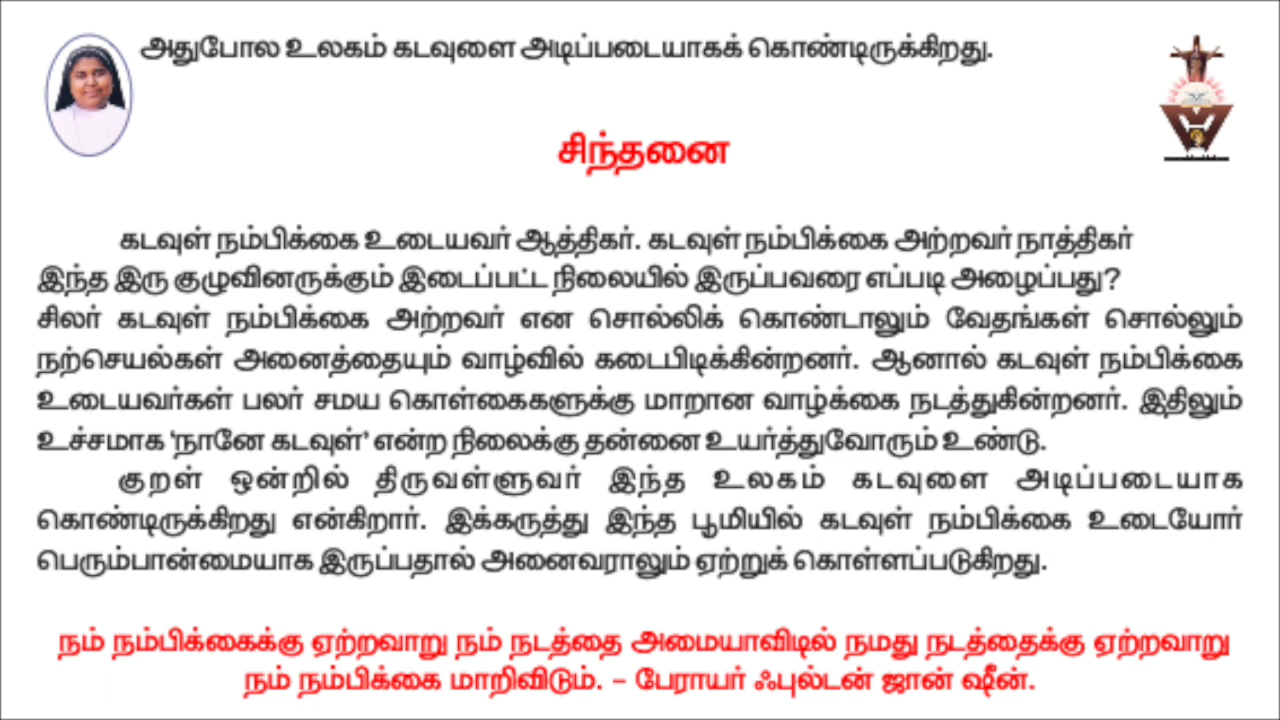 அதுபோல உலகம் கடவுளை அடிப்படையாகக் கொண்டிருக்கிறது.
சிந்தனை
கடவுள் நம்பிக்கை உடையவர் ஆத்திகர். கடவுள் நம்பிக்கை அற்றவர் நாத்திகர்
இந்த இரு குழுவினருக்கும் இடைப்பட்ட நிலையில் இருப்பவரை எப்படி அழைப்பது?
சிலர் கடவுள் நம்பிக்கை அற்றவர் என சொல்லிக் கொண்டாலும் வேதங்கள் சொல்லும்
நற்செயல்கள் அனைத்தையும் வாழ்வில் கடைபிடிக்கின்றனர். ஆனால் கடவுள் நம்பிக்கை
உடையவர்கள் பலர் சமய கொள்கைகளுக்கு மாறான வாழ்க்கை நடத்துகின்றனர். இதிலும்
உச்சமாக ‘நானே கடவுள்’ என்ற நிலைக்கு தன்னை உயர்த்துவோரும் உண்டு.
குறள் ஒன்றில் திருவள்ளுவர் இந்த உலகம் கடவுளை அடிப்படையாக
கொண்டிருக்கிறது என்கிறார். இக்கருத்து இந்த பூமியில் கடவுள் நம்பிக்கை உடையோர்
பெரும்பான்மையாக இருப்பதால் அனைவராலும் ஏற்றுக் கொள்ளப்படுகிறது.
நம் நம்பிக்கைக்கு ஏற்றவாறு நம் நடத்தை அமையாவிடில் நமது நடத்தைக்கு ஏற்றவாறு
நம் நம்பிக்கை மாறிவிடும். – பேராயர் ஃபுல்டன் ஜான் ஷீன்.